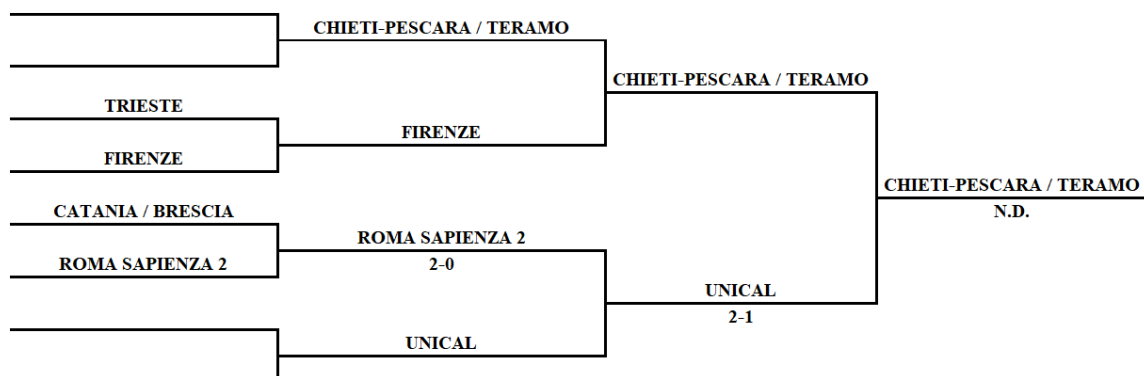 CHIETI-PESCARA / TERAMO
CHIETI-PESCARA / TERAMO
TRIESTE
FIRENZE
FIRENZE
CHIETI-PESCARA / TERAMO
N.D.
CATANIA / BRESCIA
ROMA SAPIENZA 2
2-0
ROMA SAPIENZA 2
UNICAL
2-1
UNICAL